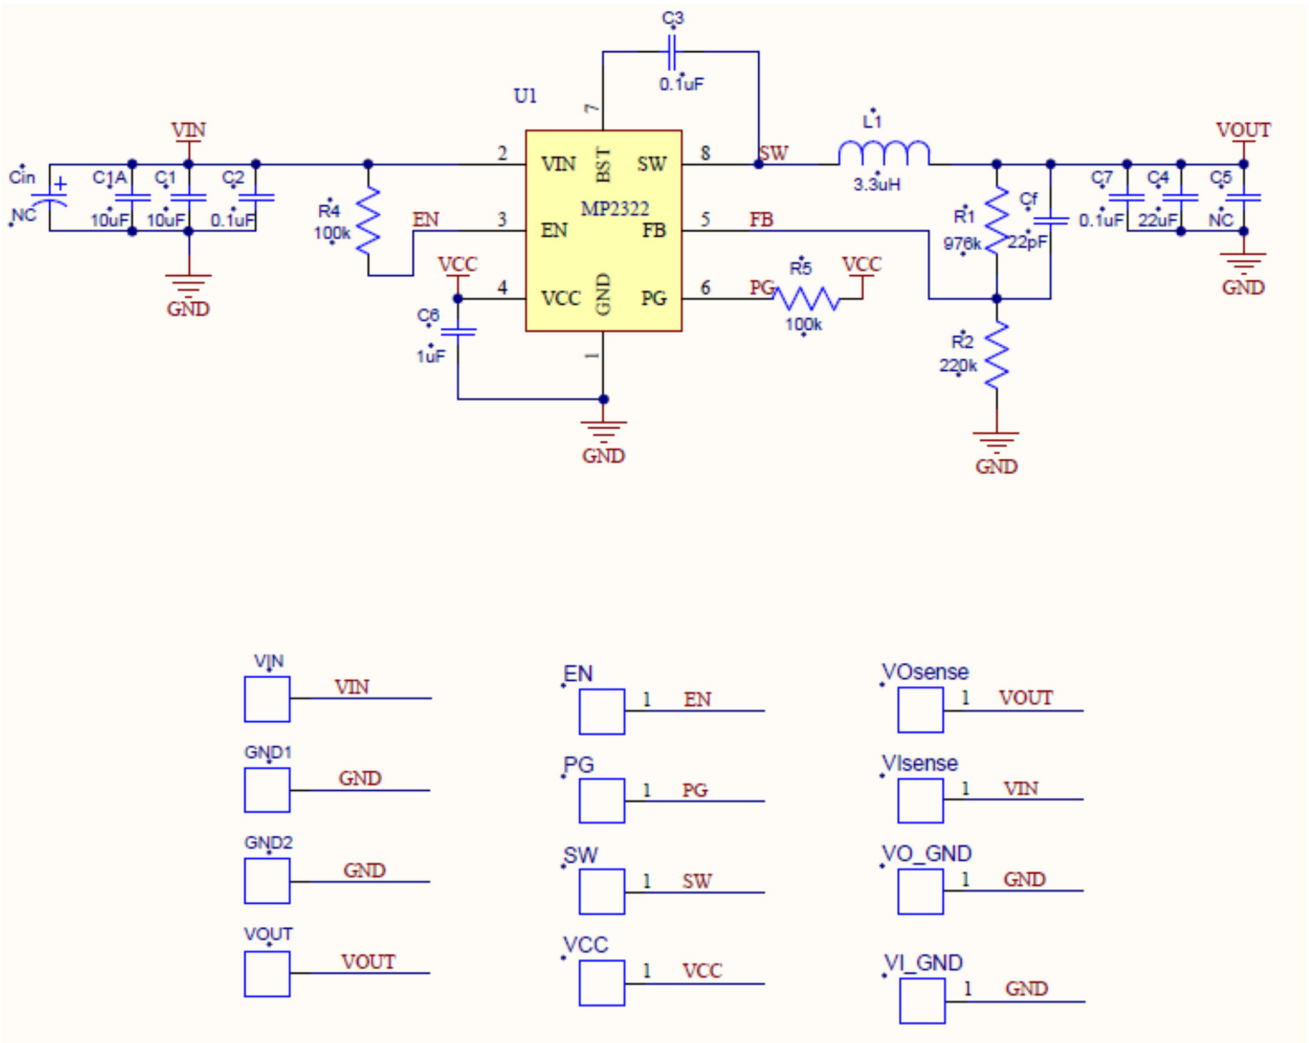 C3
0.1uF
U1
7
VIN
Cin
NC
C1A
10uF
C1
10uF
C2
0.1uF
GND
R4
100k
EN
VCC
C6
1uF
2
3
4
VIN
EN
VCC
BST
MP2322
GND
SW
FB
PG
1
GND
8
5
6
SW
FB
PG
R5
100k
VCC
L1
3.3uH
R1
976k
Cf
22pF
R2
220k
GND
C7
0.1uF
C4
22uF
C5
NC
VOUT
GND
VIN
VIN
GND1
GND
GND2
GND
VOUT
VOUT
EN
1 EN
PG
1 PG
SW
1 SW
VCC
1 VCC
VOsense
1 VOUT
VIsense
1 VIN
VO_GND
1 GND
VI_GND
1 GND